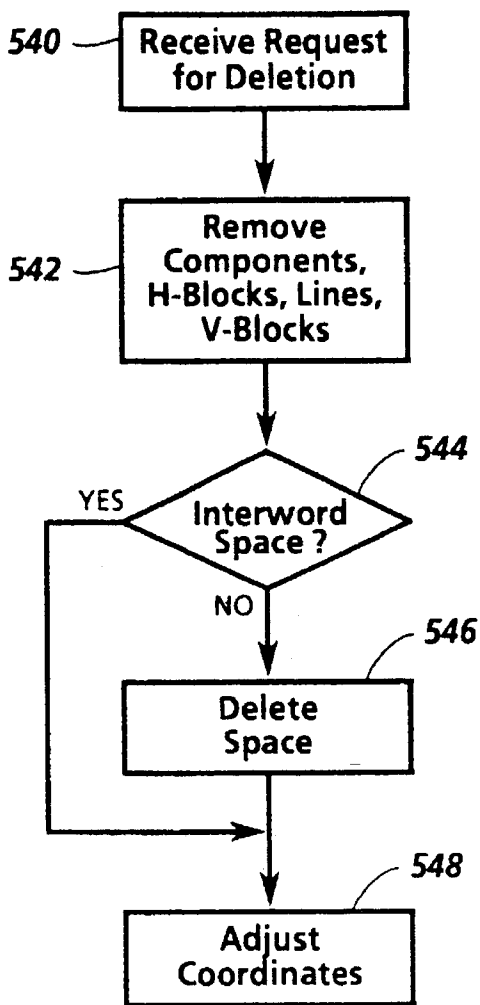 540
Receive Request
for Deletion
542
Remove
Components,
H-Blocks, Lines,
V-Blocks
544
YES
Interword
Space ?
NO
546
Delete
Space
548
Adjust
Coordinates